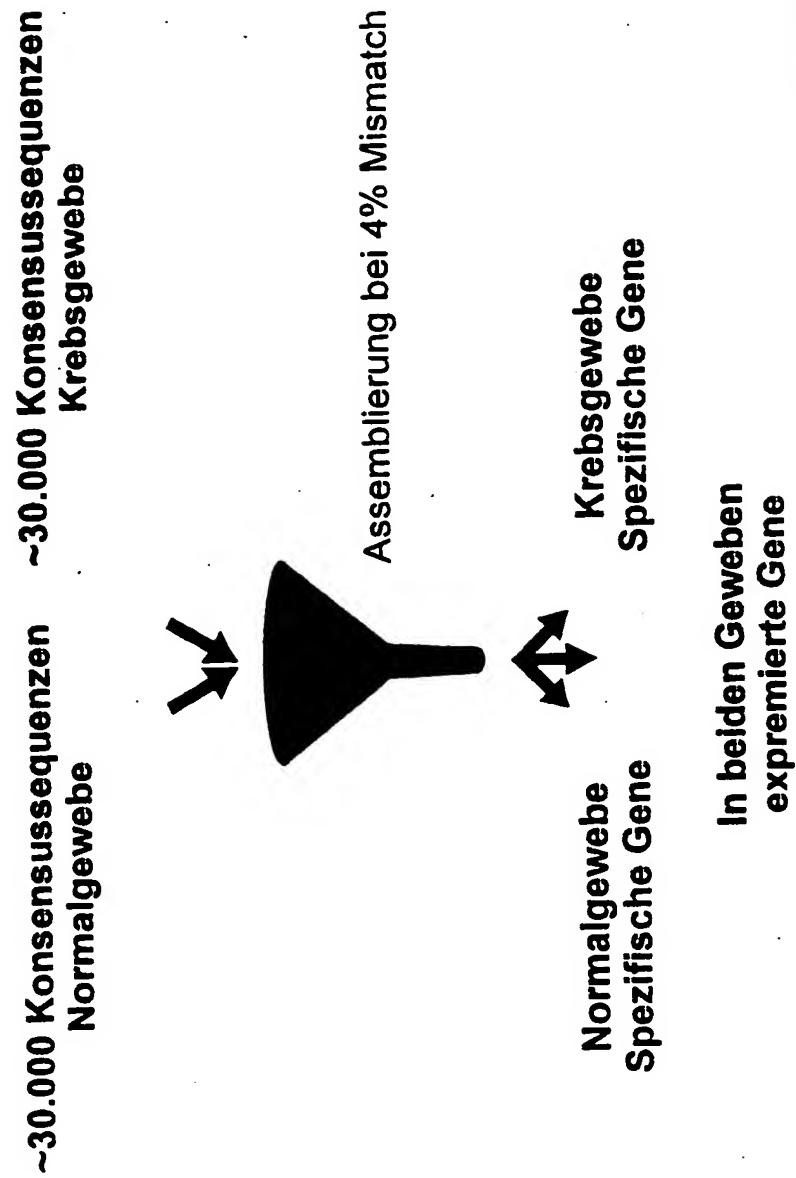 ~30.000 Konsensussequenzen
Normalgewebe
~30.000 Konsensussequenzen
Krebsgewebe
Assemblierung bei 4% Mismatch
Normalgewebe
Spezifische Gene
Krebsgewebe
Spezifische Gene
In beiden Geweben
expremierte Gene